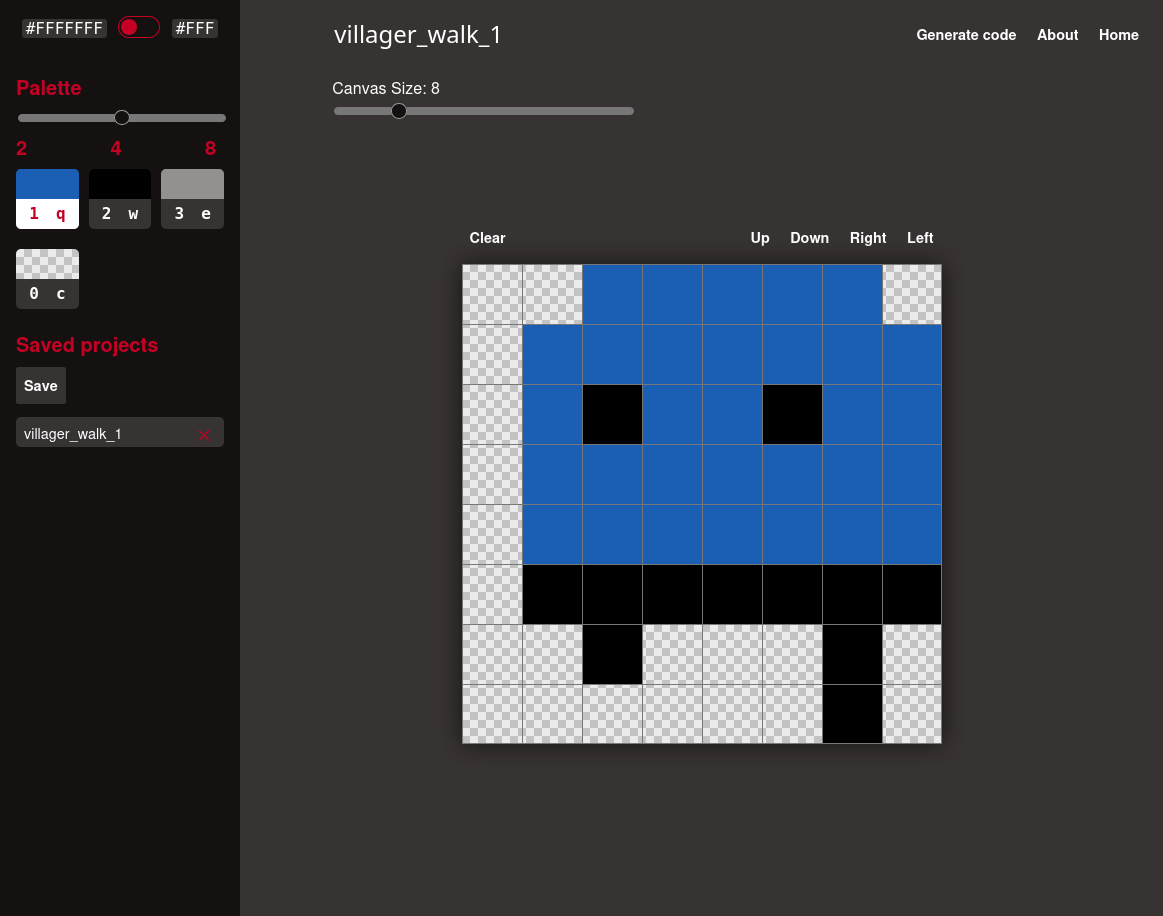 #FFFFFFF #FFF
villager_walk_1
Generate code About Home
Palette
Canvas Size: 8
2 4 8
1 q 2 w 3 e
Clear Up Down Right Left
0 c
Saved projects
Save
villager_walk_1